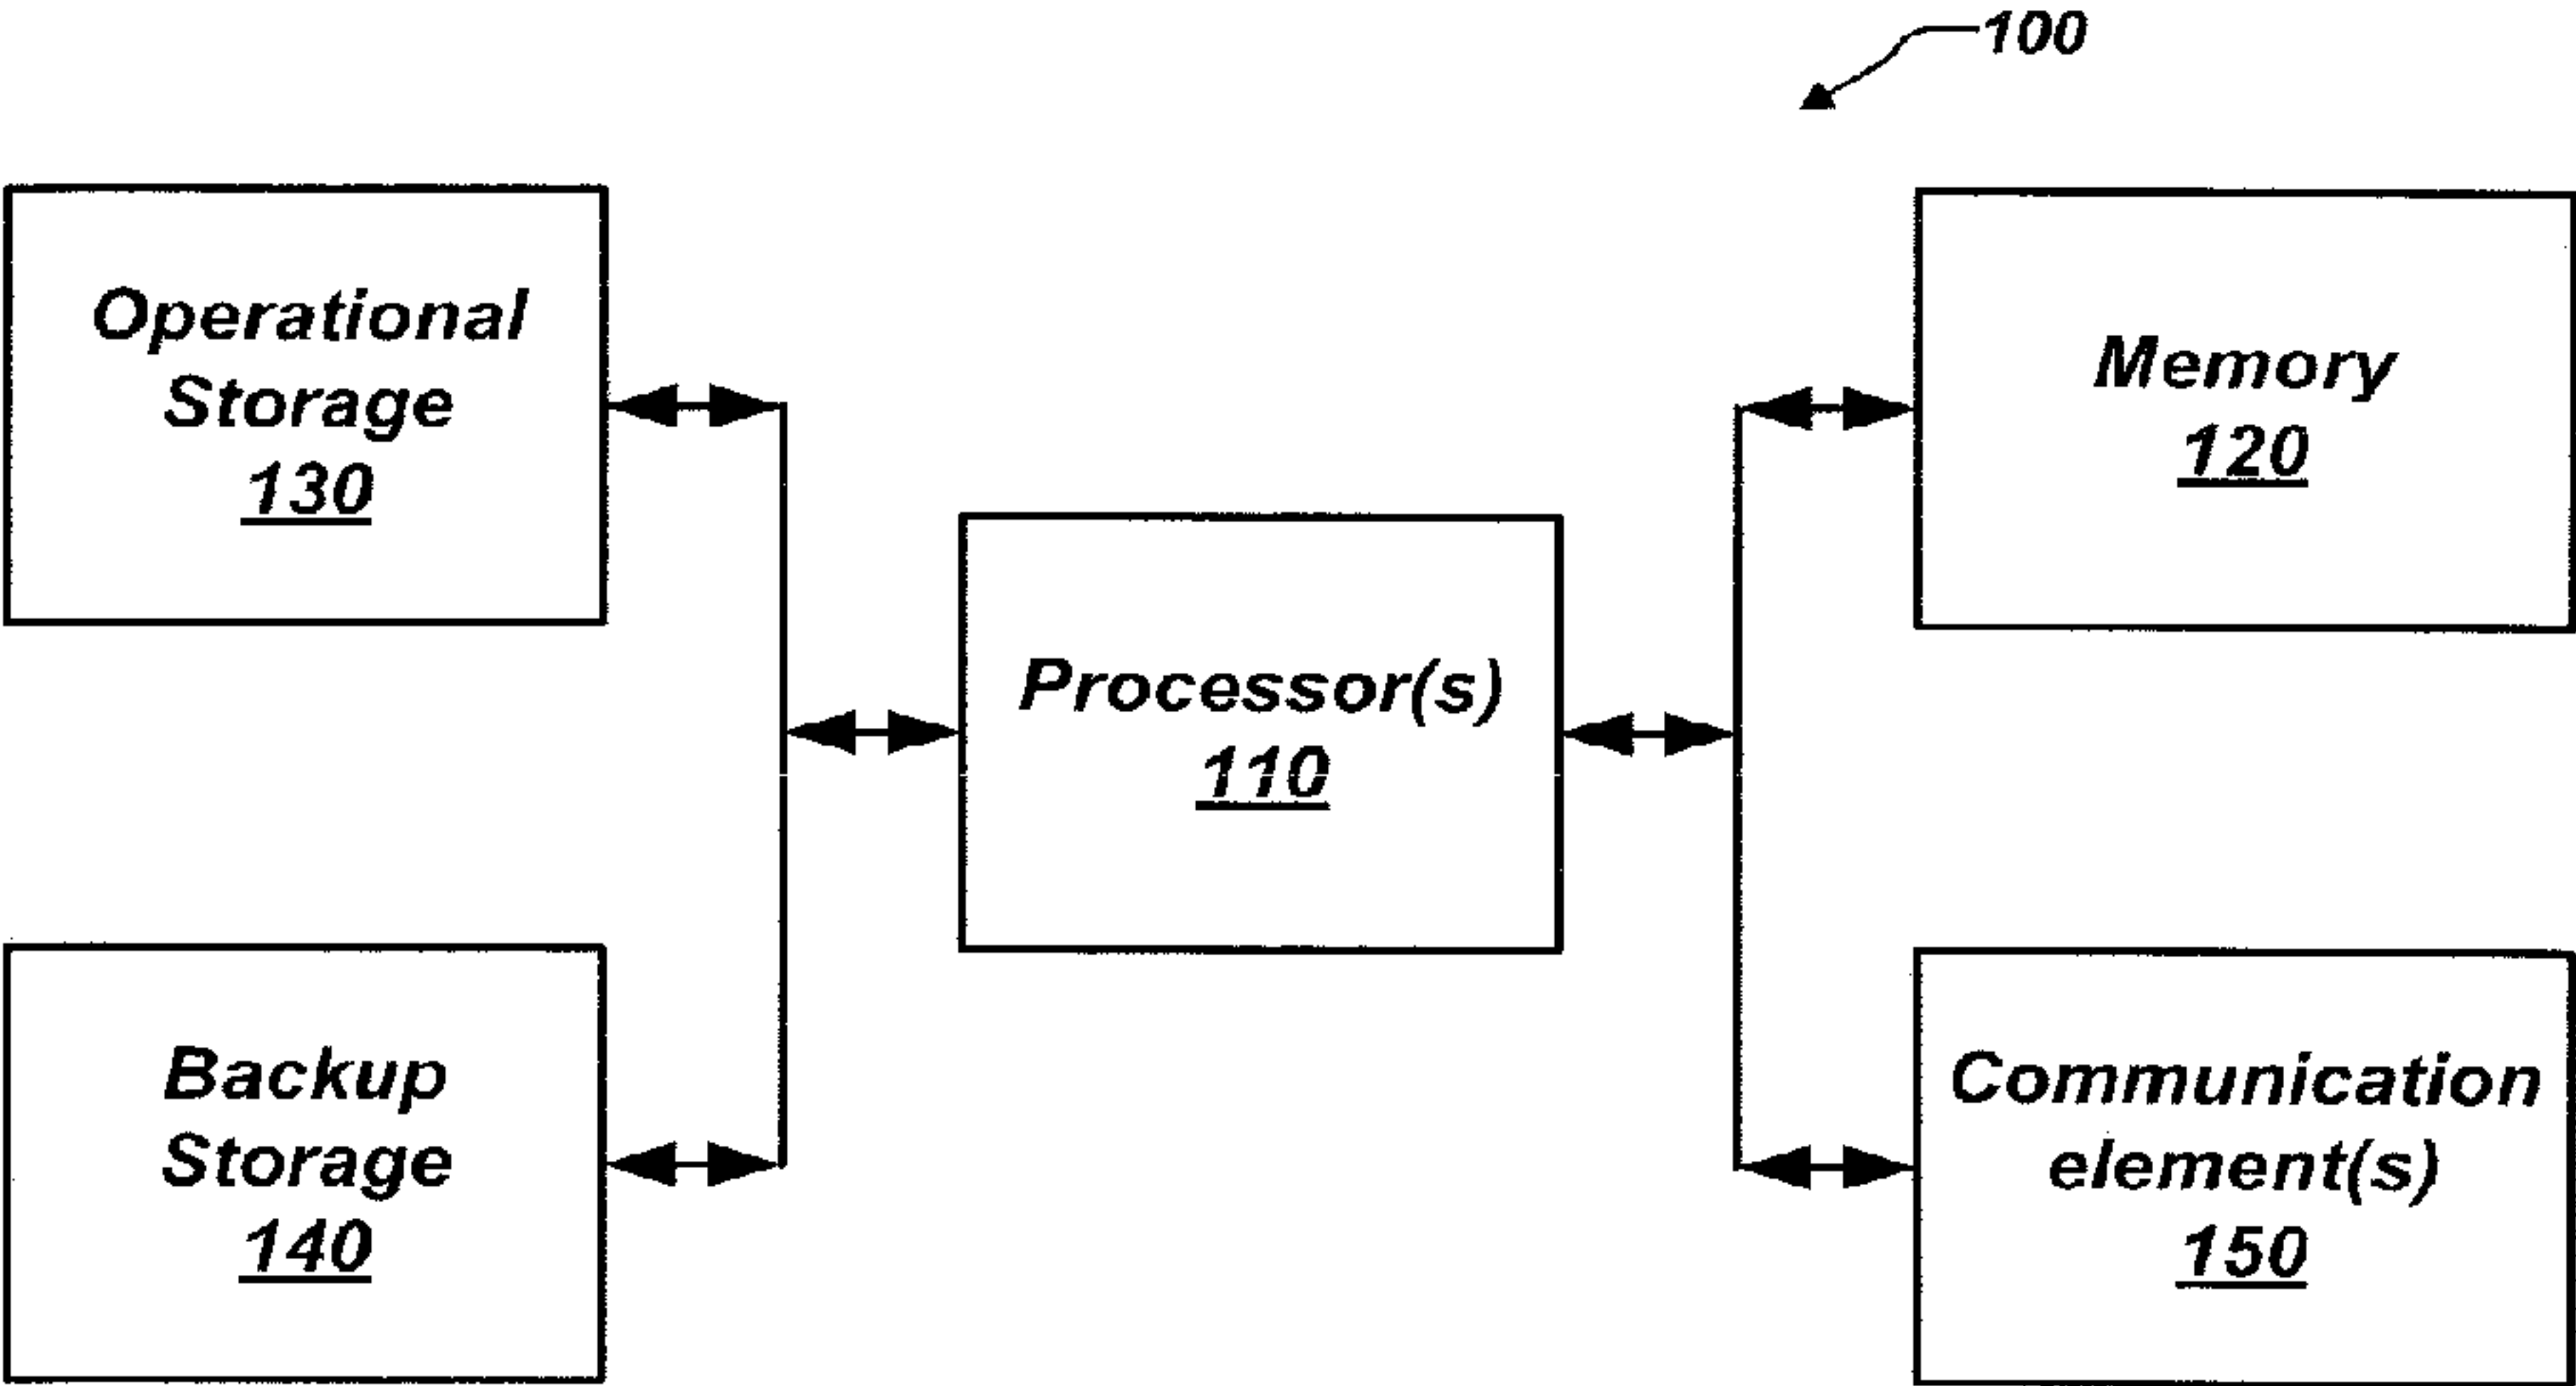 100
Operational
Storage
130
Memory
120
Processor(s)
110
Backup
Storage
140
Communication
element(s)
150